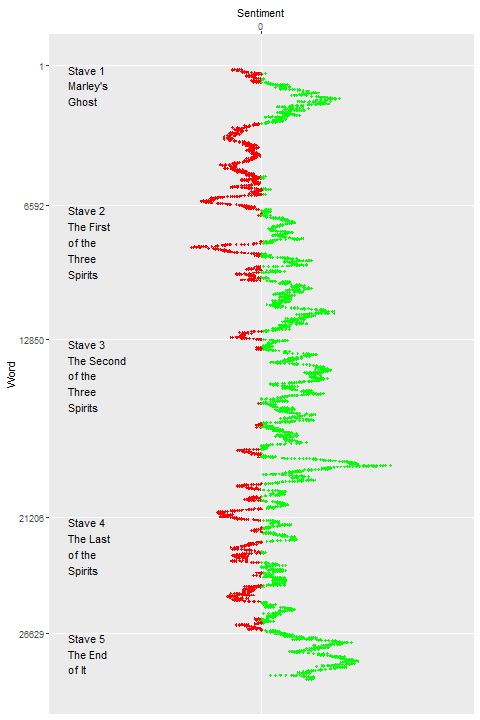 Sentiment
0
1
Stave 1
Marley's
Ghost
6592
Stave 2
The First
of the
Three
Spirits
12850
Stave 3
The Second
of the
Three
Spirits
Word
21206
Stave 4
The Last
of the
Spirits
26629
Stave 5
The End
of It